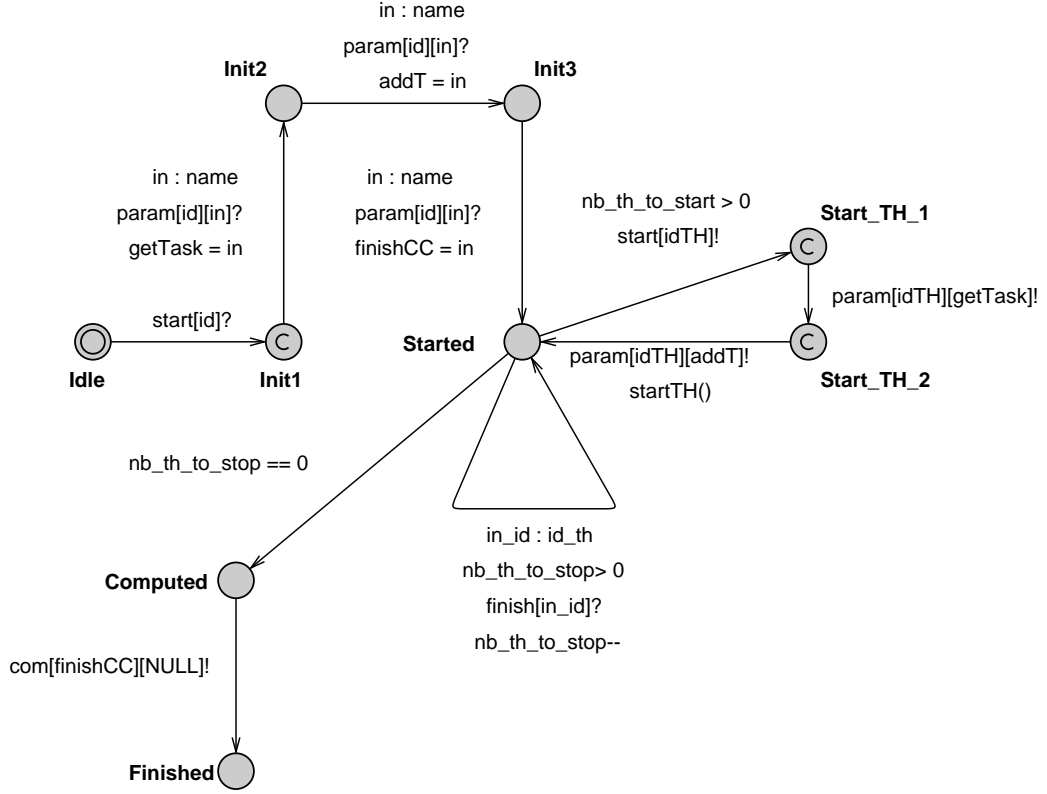 in : name
param[id][in]?
addT = in
Init2
Init3
in : name
param[id][in]?
getTask = in
in : name
param[id][in]?
finishCC = in
nb_th_to_start > 0
start[idTH]!
Start_TH_1
C
param[idTH][getTask]!
start[id]?
Idle
C
Init1
Started
param[idTH][addT]!
startTH()
C
Start_TH_2
nb_th_to_stop == 0
in_id : id_th
nb_th_to_stop> 0
finish[in_id]?
nb_th_to_stop--
Computed
com[finishCC][NULL]!
Finished